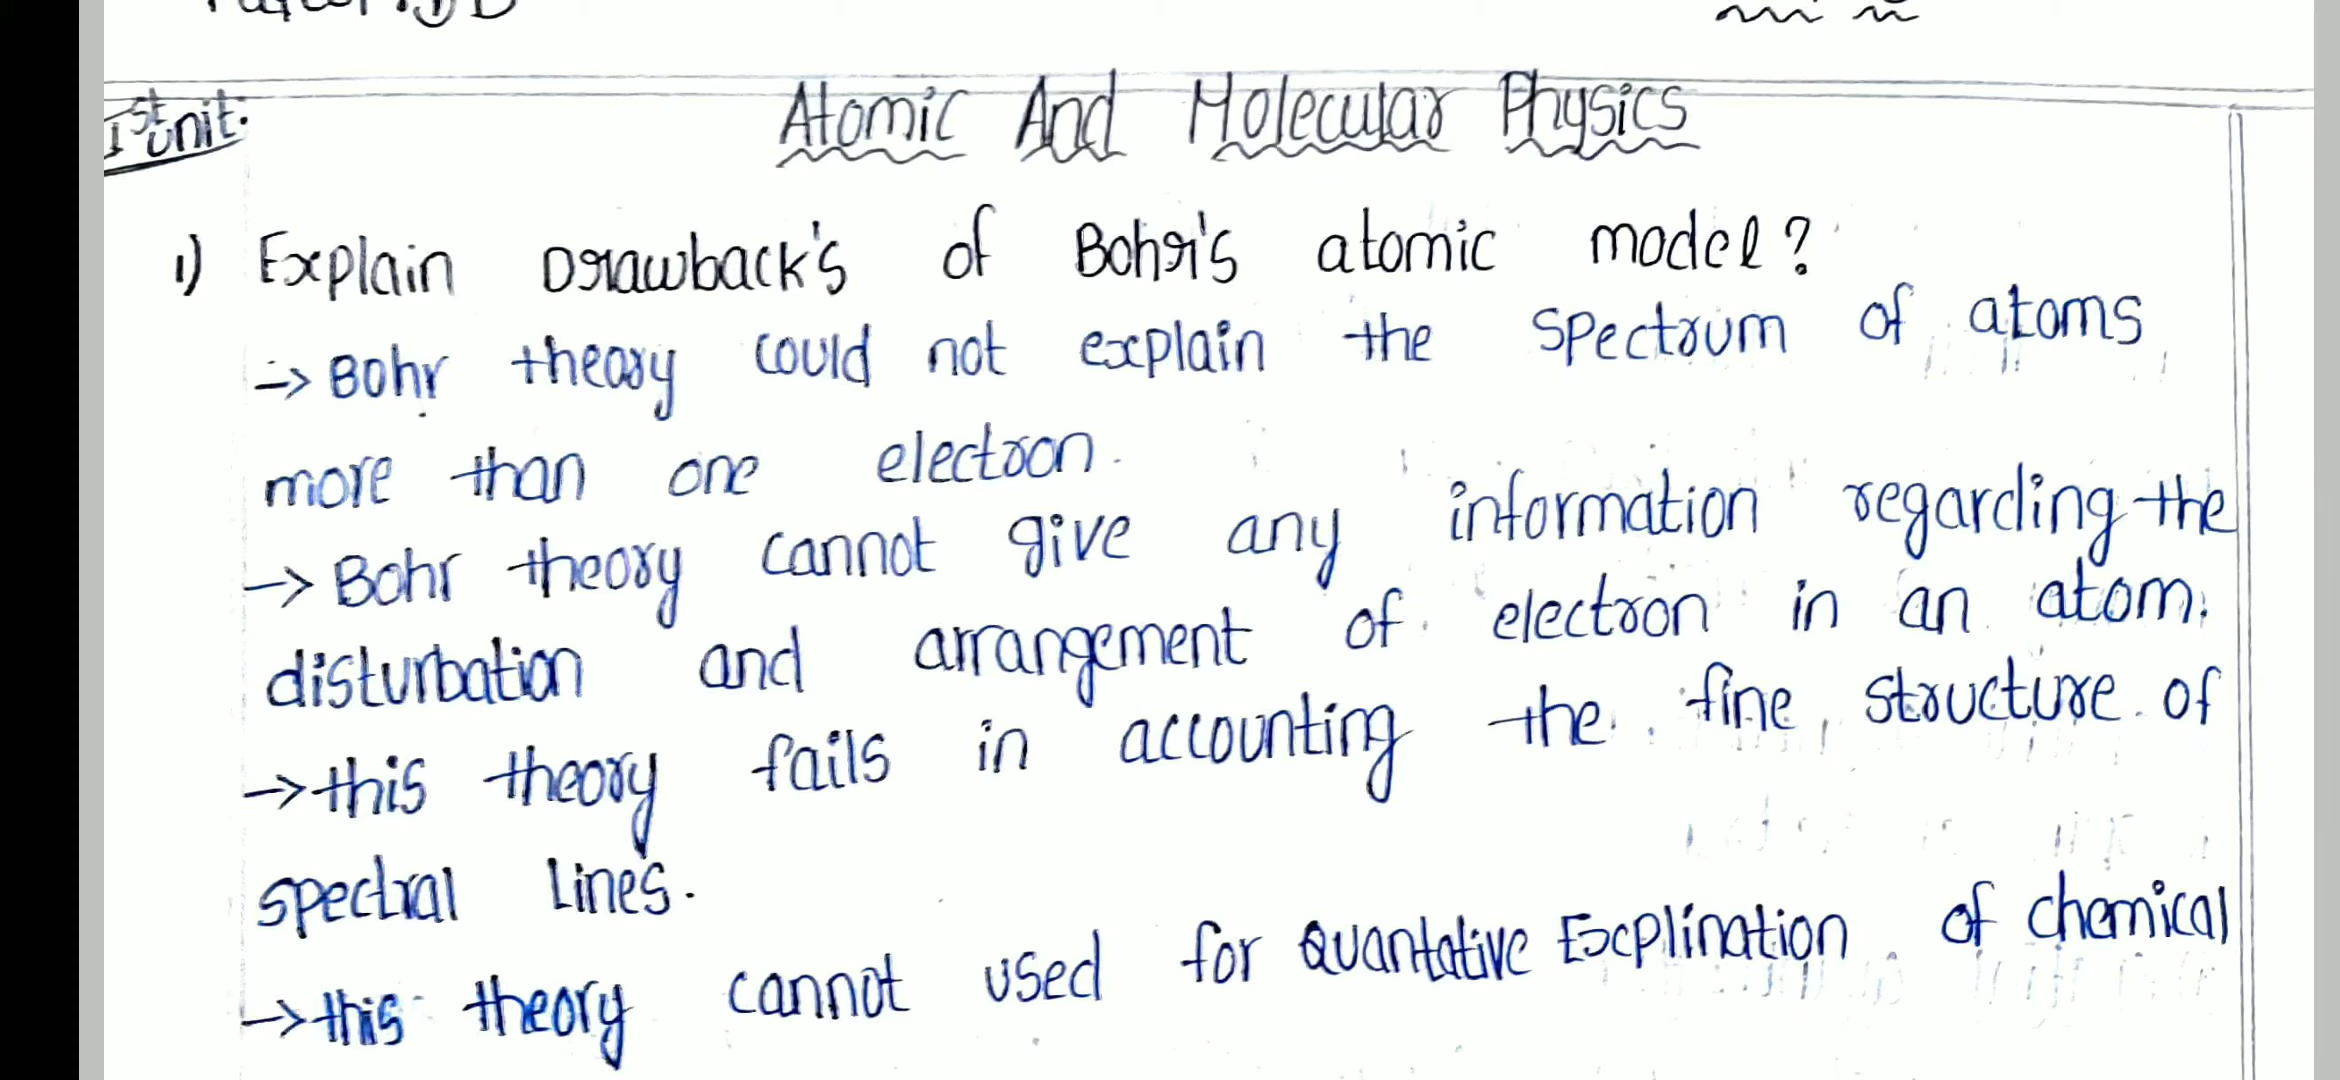 1st unit.
Atomic And Molecular Physics
1) Explain Drawback's of Bohr's atomic model?
→ Bohr theory could not explain the spectrum of atoms
more than one electron.
→ Bohr theory cannot give any information regarding the
disturbation and arrangement of electron in an atom.
→ this theory fails in accounting the fine structure of
spectral Lines.
→ this theory cannot used for Quantative Explination of chemical